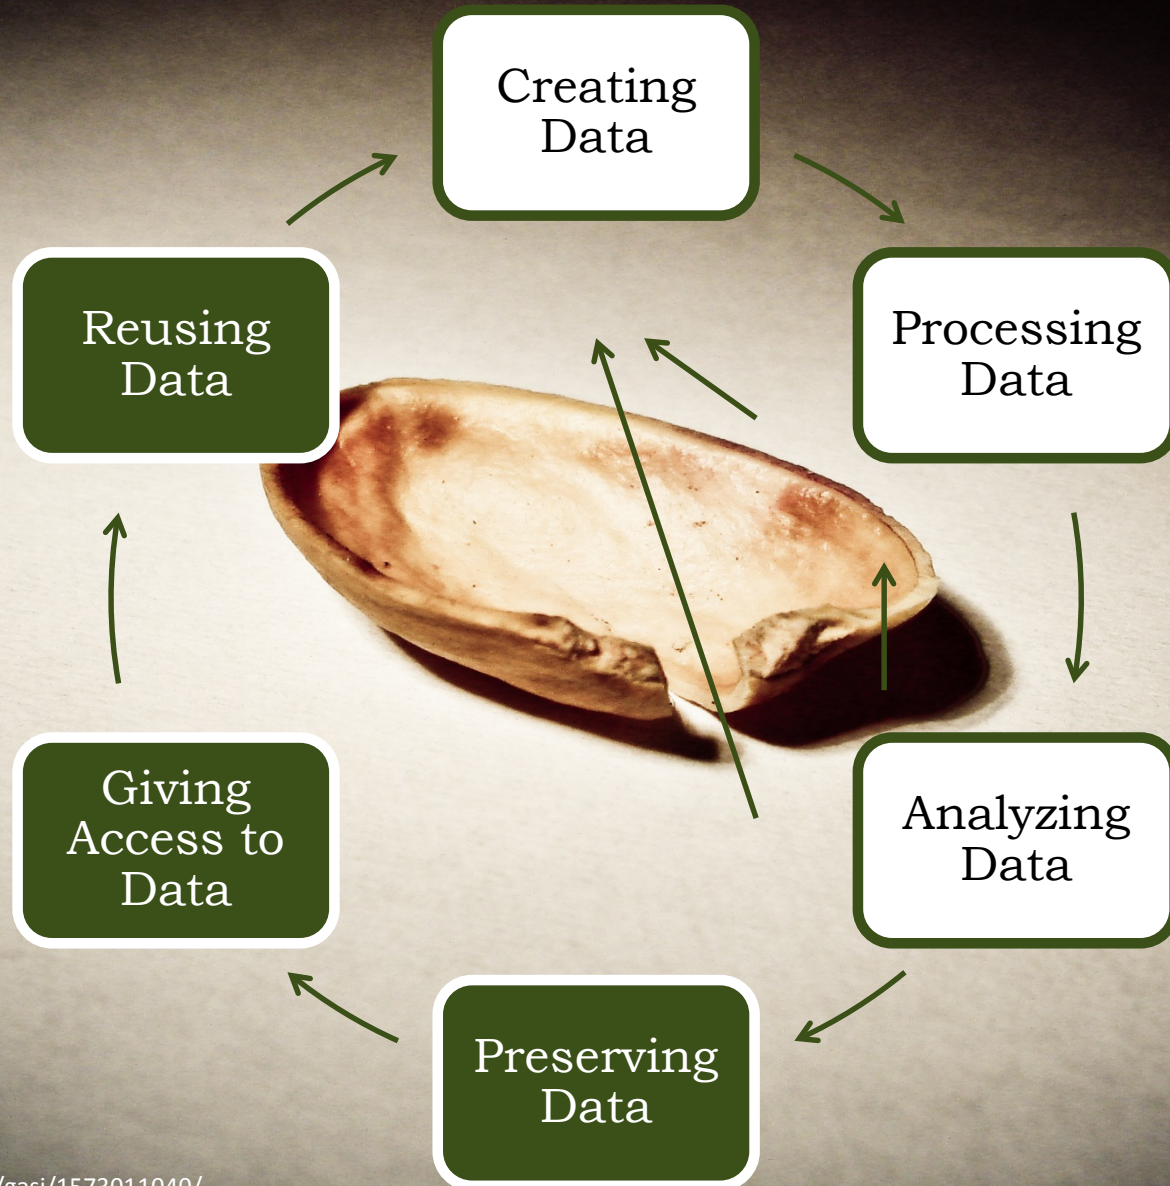 Creating
Data
Processing
Data
Analyzing
Data
Preserving
Data
Giving
Access to
Data
Reusing
Data